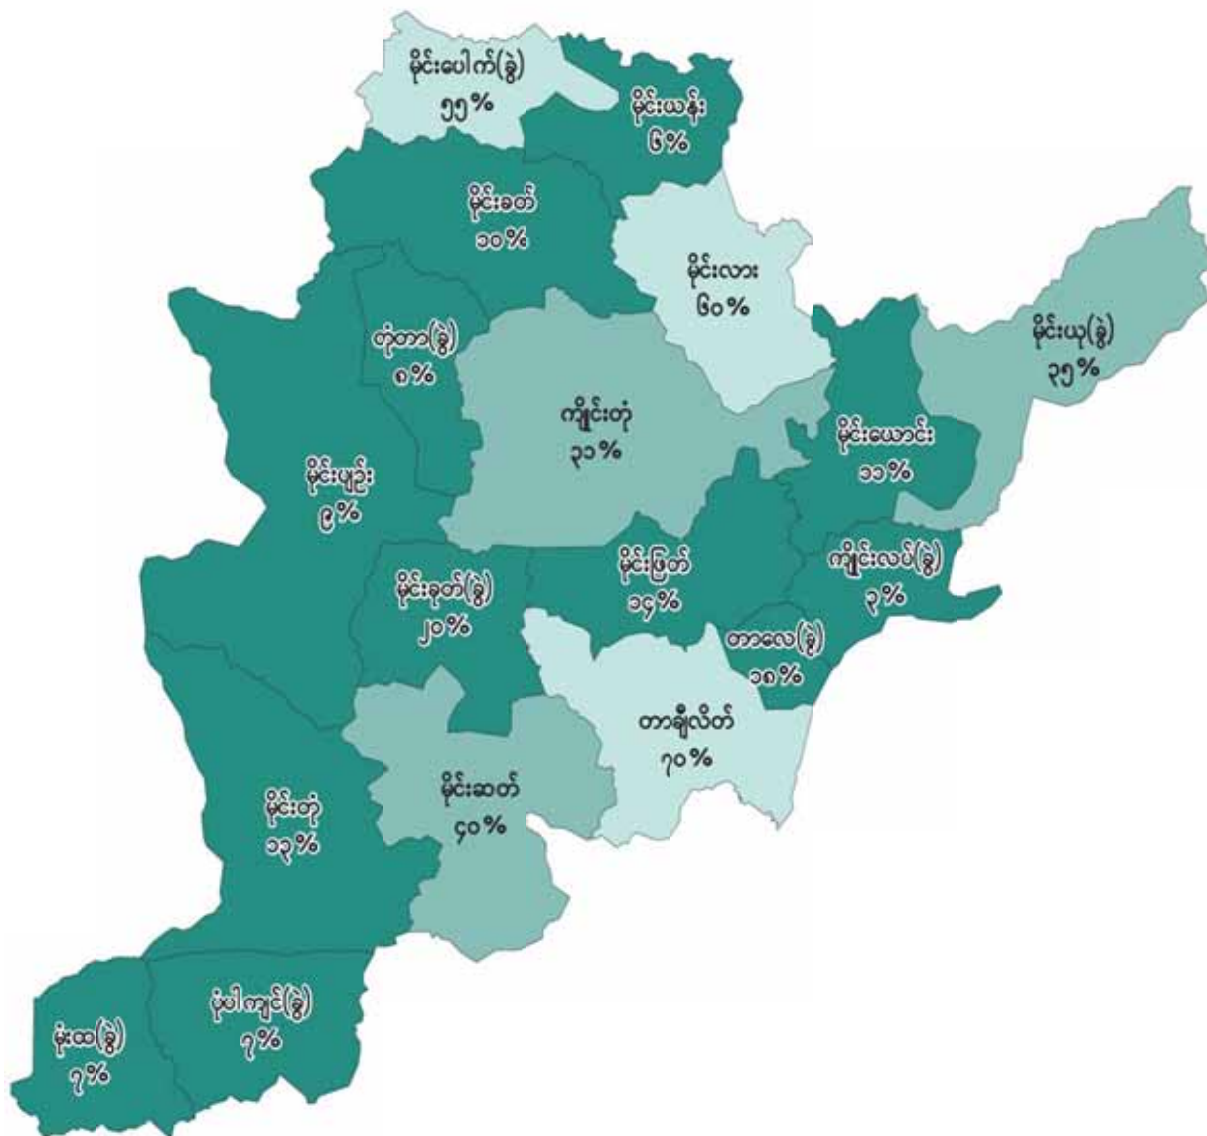 မိုင်းပေါက်(ခွဲ)
၅၅%
မိုင်းယန်း
၆%
မိုင်းခတ်
၁၀%
မိုင်းလား
၆၀%
မိုင်းယု(ခွဲ)
၃၅%
တုံတာ(ခွဲ)
၈%
ကျိုင်းတုံ
၃၁%
မိုင်းယောင်း
၁၁%
မိုင်းပျဉ်း
၉%
မိုင်းဖြတ်
၁၄%
ကျိုင်းလပ်(ခွဲ)
၃%
မိုင်းခုတ်(ခွဲ)
၂၀%
တာလေ(ခွဲ)
၁၈%
တာချီလိတ်
၇၀%
မိုင်းဆတ်
၄၀%
မိုင်းတုံ
၁၃%
ပုံပါကျင်(ခွဲ)
၇%
မုံးထ(ခွဲ)
၇%